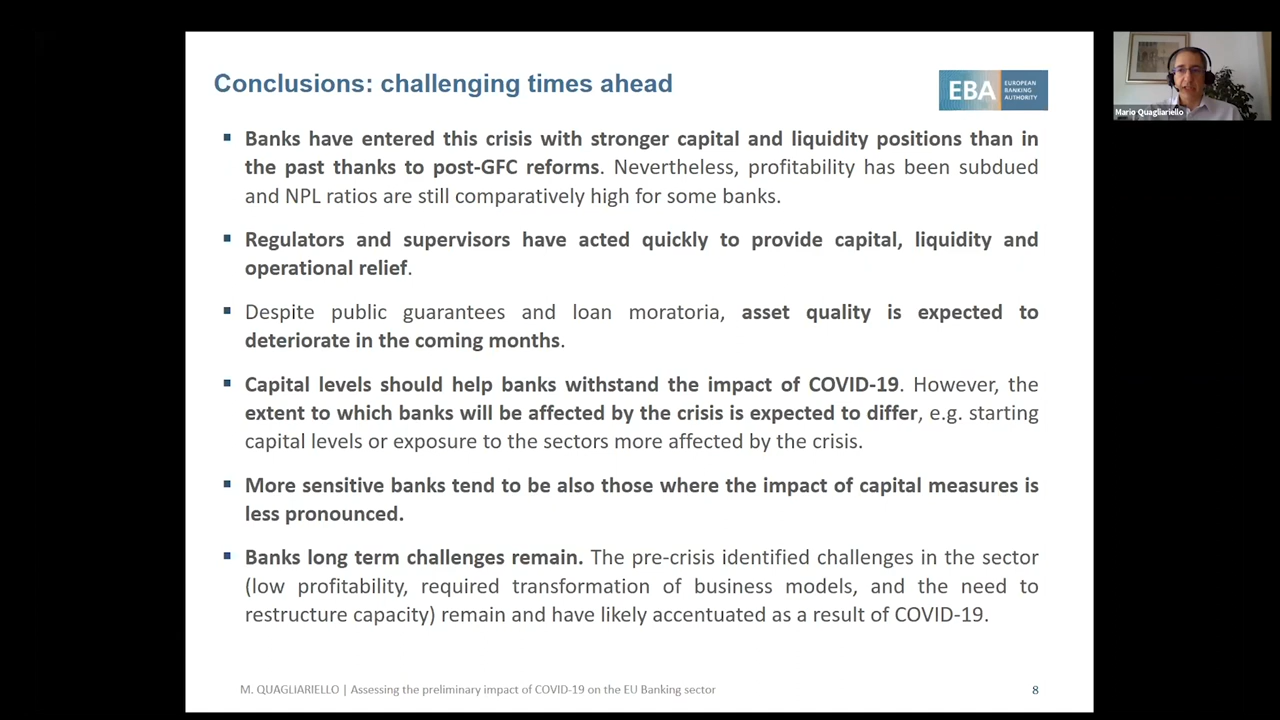 Conclusions: challenging times ahead
EBA
EUROPEAN
BANKING
AUTHORITY
Mario Quagliariello
▪ Banks have entered this crisis with stronger capital and liquidity positions than in
the past thanks to post-GFC reforms. Nevertheless, profitability has been subdued
and NPL ratios are still comparatively high for some banks.
▪ Regulators and supervisors have acted quickly to provide capital, liquidity and
operational relief.
▪ Despite public guarantees and loan moratoria, asset quality is expected to
deteriorate in the coming months.
▪ Capital levels should help banks withstand the impact of COVID-19. However, the
extent to which banks will be affected by the crisis is expected to differ, e.g. starting
capital levels or exposure to the sectors more affected by the crisis.
▪ More sensitive banks tend to be also those where the impact of capital measures is
less pronounced.
▪ Banks long term challenges remain. The pre-crisis identified challenges in the sector
(low profitability, required transformation of business models, and the need to
restructure capacity) remain and have likely accentuated as a result of COVID-19.
M. QUAGLIARIELLO | Assessing the preliminary impact of COVID-19 on the EU Banking sector
8